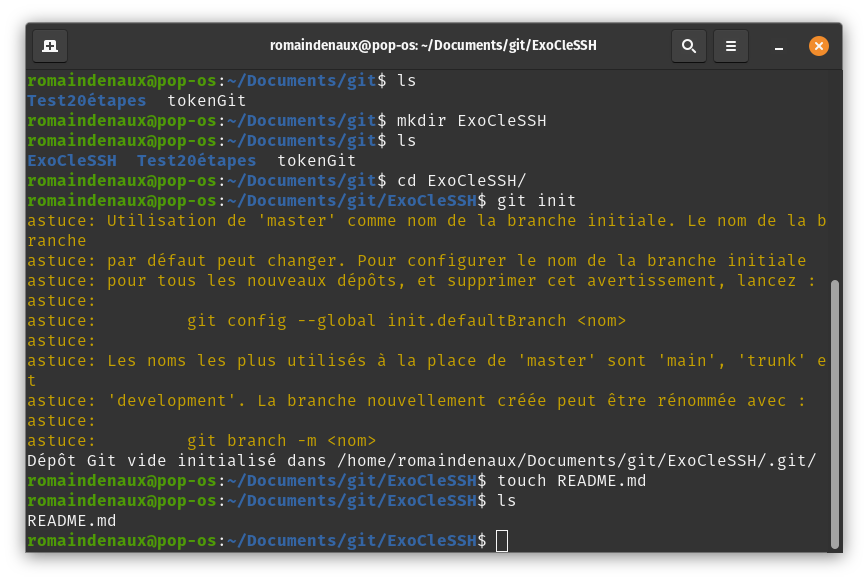 romaindenaux@pop-os: ~/Documents/git/ExoCleSSH
romaindenaux@pop-os:~/Documents/git$ ls
Test20étapes  tokenGit
romaindenaux@pop-os:~/Documents/git$ mkdir ExoCleSSH
romaindenaux@pop-os:~/Documents/git$ ls
ExoCleSSH  Test20étapes  tokenGit
romaindenaux@pop-os:~/Documents/git$ cd ExoCleSSH/
romaindenaux@pop-os:~/Documents/git/ExoCleSSH$ git init
astuce: Utilisation de 'master' comme nom de la branche initiale. Le nom de la b
ranche
astuce: par défaut peut changer. Pour configurer le nom de la branche initiale
astuce: pour tous les nouveaux dépôts, et supprimer cet avertissement, lancez :
astuce:
astuce:         git config --global init.defaultBranch <nom>
astuce:
astuce: Les noms les plus utilisés à la place de 'master' sont 'main', 'trunk' e
t
astuce: 'development'. La branche nouvellement créée peut être rénommée avec :
astuce:
astuce:         git branch -m <nom>
Dépôt Git vide initialisé dans /home/romaindenaux/Documents/git/ExoCleSSH/.git/
romaindenaux@pop-os:~/Documents/git/ExoCleSSH$ touch README.md
romaindenaux@pop-os:~/Documents/git/ExoCleSSH$ ls
README.md
romaindenaux@pop-os:~/Documents/git/ExoCleSSH$